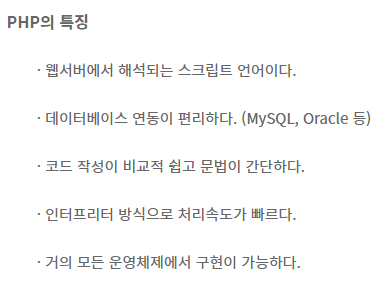 PHP의 특징
· 웹서버에서 해석되는 스크립트 언어이다.
· 데이터베이스 연동이 편리하다. (MySQL, Oracle 등)
· 코드 작성이 비교적 쉽고 문법이 간단하다.
· 인터프리터 방식으로 처리속도가 빠르다.
· 거의 모든 운영체제에서 구현이 가능하다.